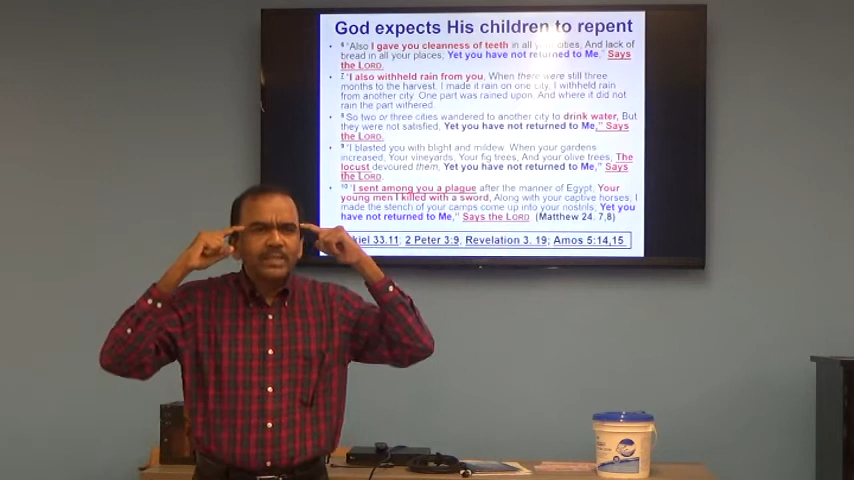 God expects His children to repent
• 6 "Also I gave you cleanness of teeth in all your cities, And lack of
bread in all your places; Yet you have not returned to Me," Says
the LORD.
• 7 "I also withheld rain from you, When there were still three
months to the harvest. I made it rain on one city, I withheld rain
from another city. One part was rained upon, And where it did not
rain the part withered.
• 8 So two or three cities wandered to another city to drink water, But
they were not satisfied; Yet you have not returned to Me," Says
the LORD.
• 9 "I blasted you with blight and mildew. When your gardens
increased, Your vineyards, Your fig trees, And your olive trees, The
locust devoured them; Yet you have not returned to Me," Says
the LORD.
• 10 "I sent among you a plague after the manner of Egypt; Your
young men I killed with a sword, Along with your captive horses; I
made the stench of your camps come up into your nostrils; Yet you
have not returned to Me," Says the LORD (Matthew 24. 7,8)
kiel 33.11; 2 Peter 3:9, Revelation 3. 19; Amos 5:14,15